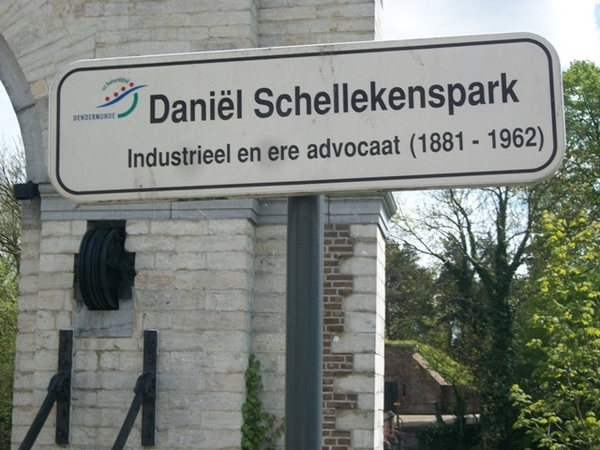 DENDERMONDE
Daniël Schellekenspark
Industrieel en ere advocaat (1881 - 1962)